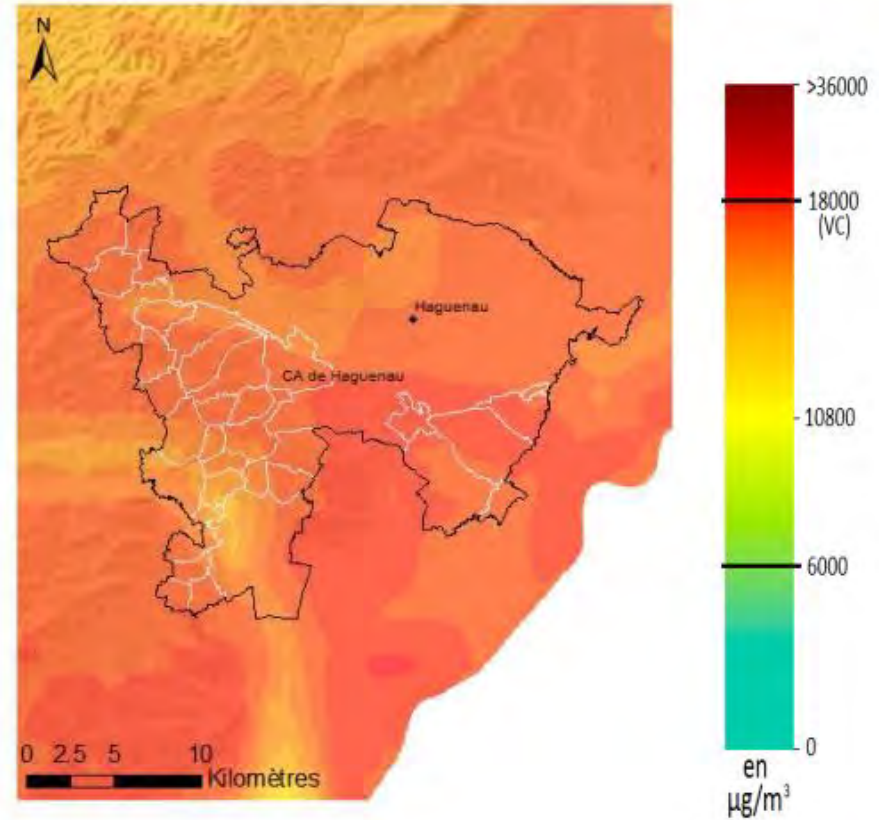 N
Haguenau
CA de Haguenau
0 2.5 5 10
Kilomètres
>36000
18000
(VC)
10800
6000
0
en
µg/m³